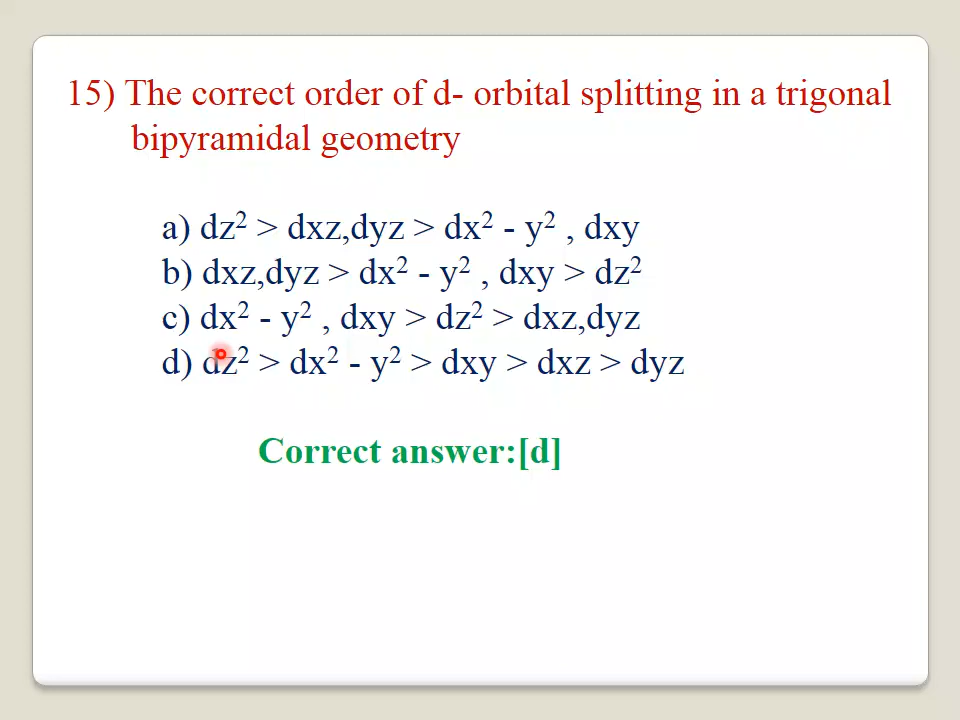 15) The correct order of d- orbital splitting in a trigonal
bipyramidal geometry
a) dz² > dxz,dyz > dx² - y² , dxy
b) dxz,dyz > dx² - y² , dxy > dz²
c) dx² - y² , dxy > dz² > dxz,dyz
d) dz² > dx² - y² > dxy > dxz > dyz
Correct answer:[d]